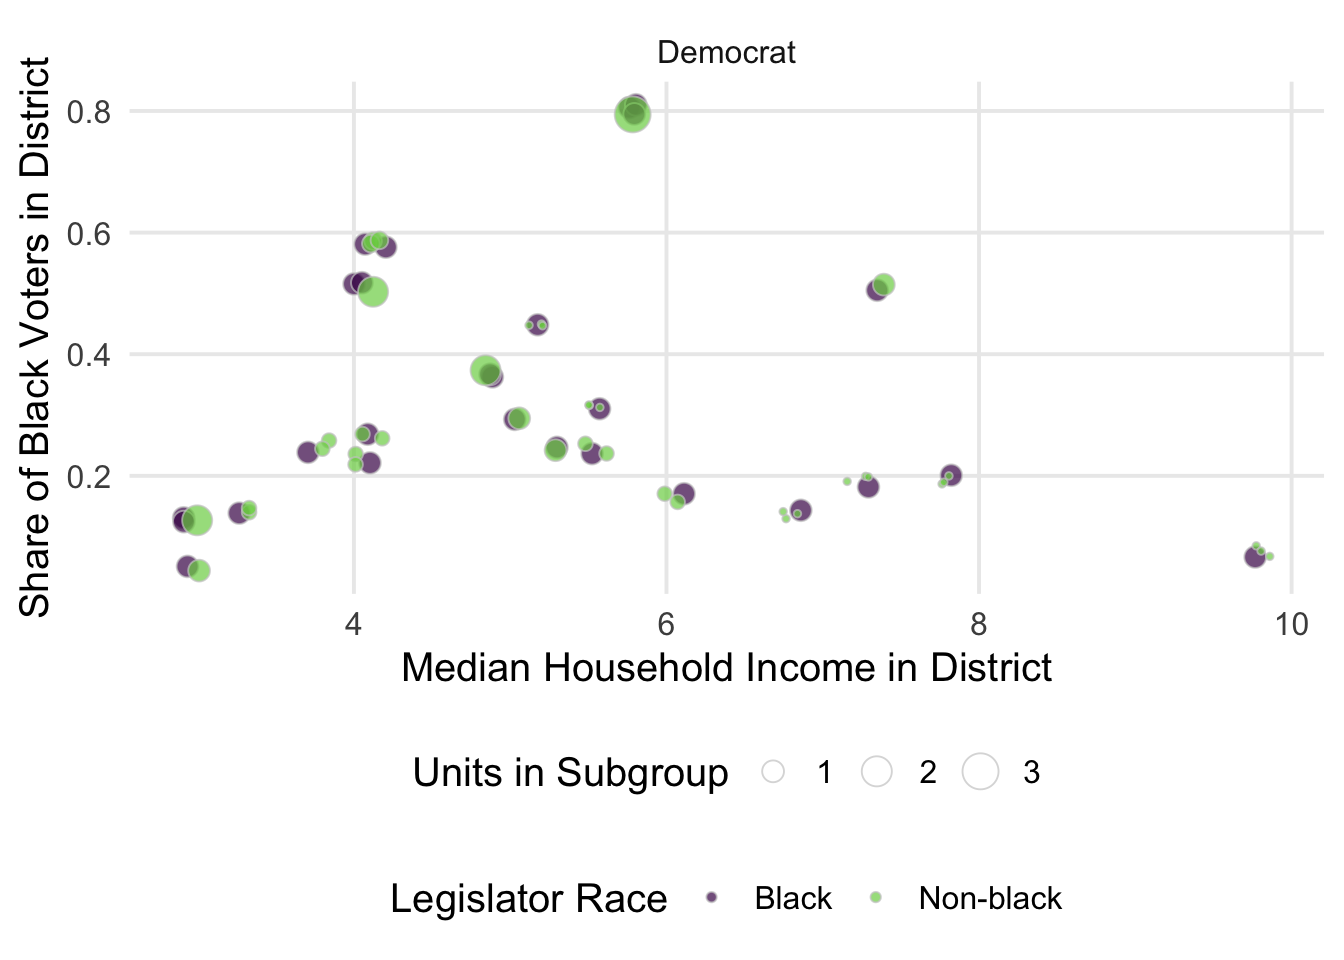 Democrat
Share of Black Voters in District
0.8
0.6
0.4
0.2
4 6 8 10
Median Household Income in District
Units in Subgroup 1 2 3
Legislator Race Black Non-black